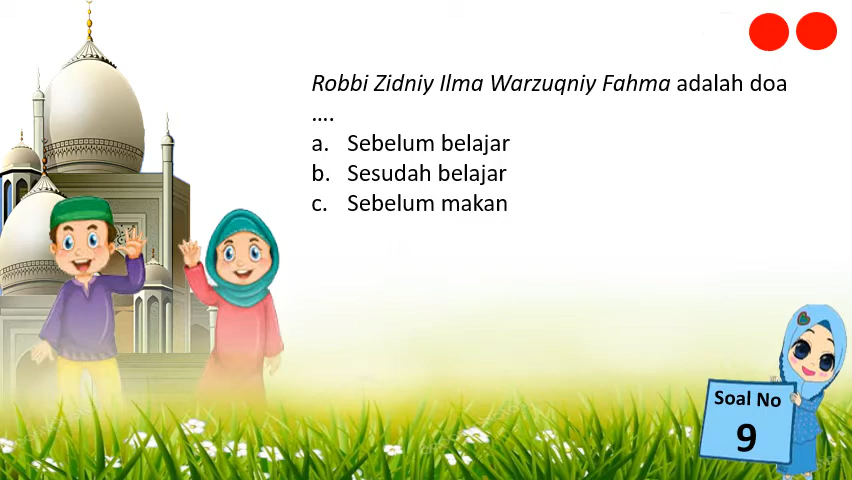 Robbi Zidniy Ilma Warzuqniy Fahma adalah doa
....
a. Sebelum belajar
b. Sesudah belajar
c. Sebelum makan
Soal No
9